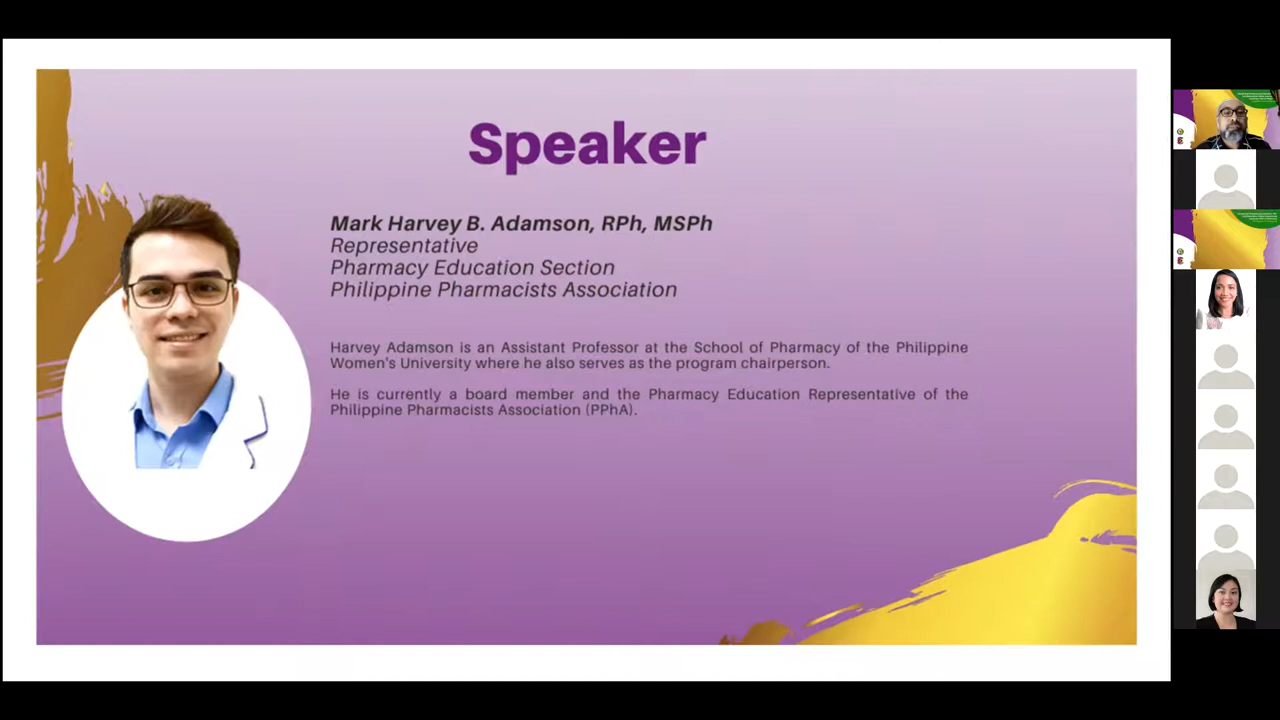 Speaker
Mark Harvey B. Adamson, RPh, MSPh
Representative
Pharmacy Education Section
Philippine Pharmacists Association
Harvey Adamson is an Assistant Professor at the School of Pharmacy of the Philippine
Women's University where he also serves as the program chairperson.
He is currently a board member and the Pharmacy Education Representative of the
Philippine Pharmacists Association (PPhA).